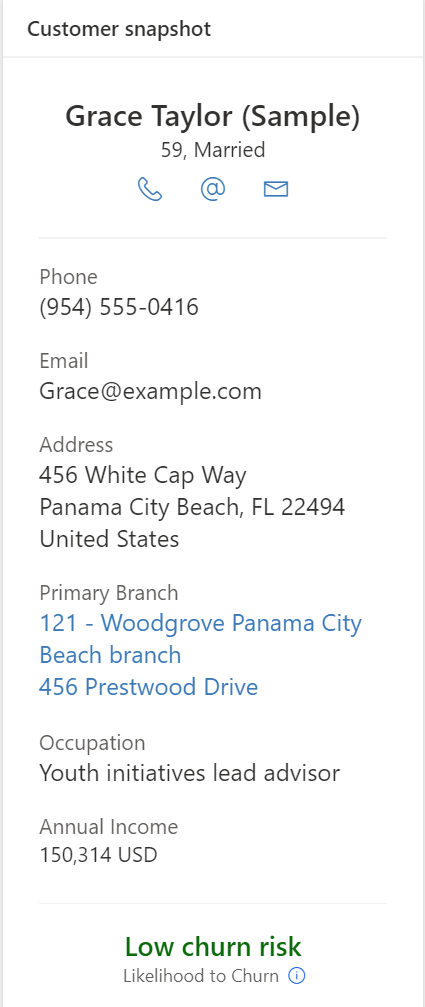 Customer snapshot
Grace Taylor (Sample)
59, Married
Phone
(954) 555-0416
Email
Grace@example.com
Address
456 White Cap Way
Panama City Beach, FL 22494
United States
Primary Branch
121 - Woodgrove Panama City
Beach branch
456 Prestwood Drive
Occupation
Youth initiatives lead advisor
Annual Income
150,314 USD
Low churn risk
Likelihood to Churn